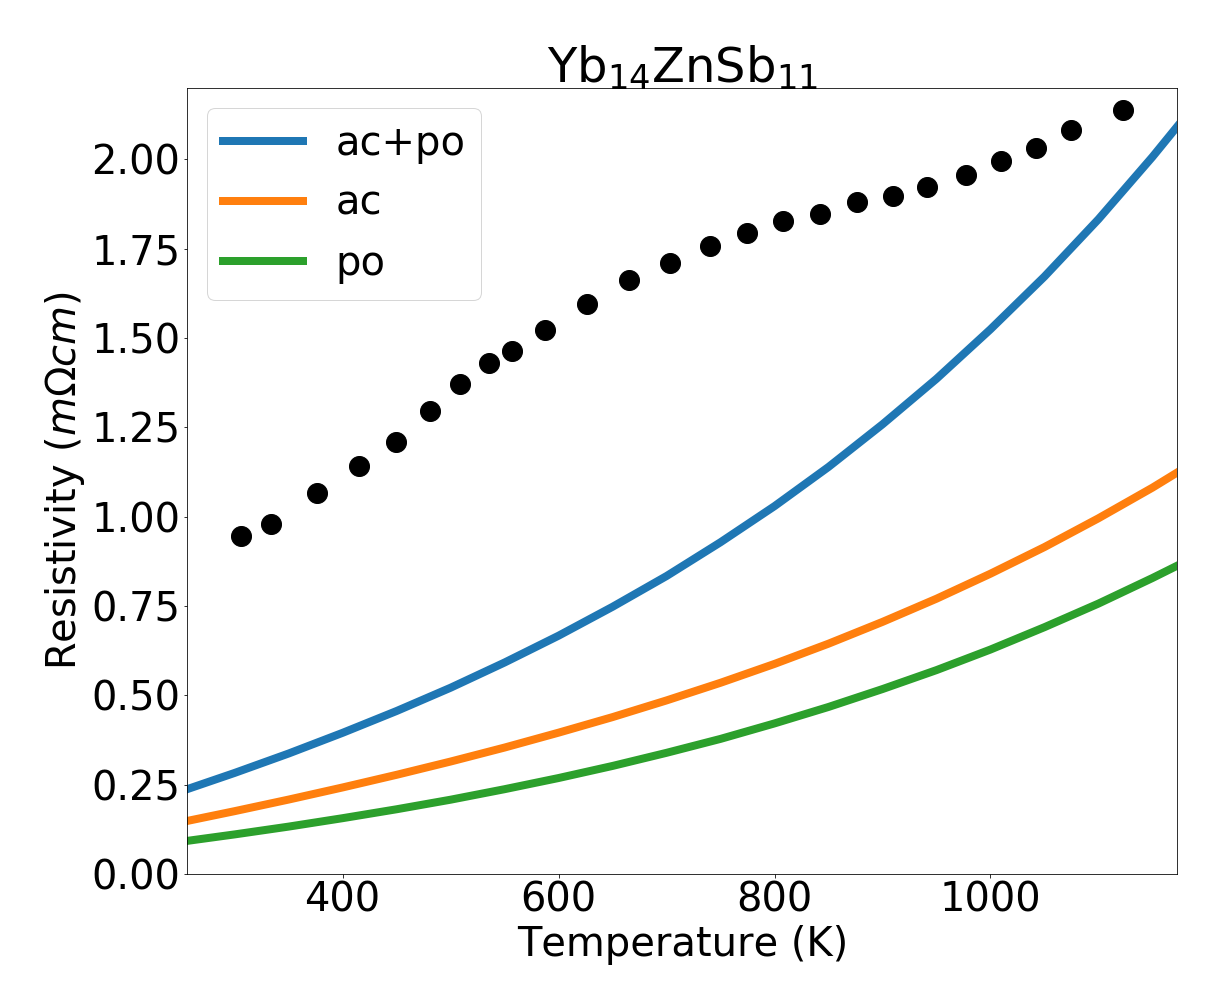 Yb₁₄ZnSb₁₁
ac+po
ac
po
2.00
1.75
1.50
1.25
1.00
0.75
0.50
0.25
0.00
Resistivity (mΩcm)
400 600 800 1000
Temperature (K)